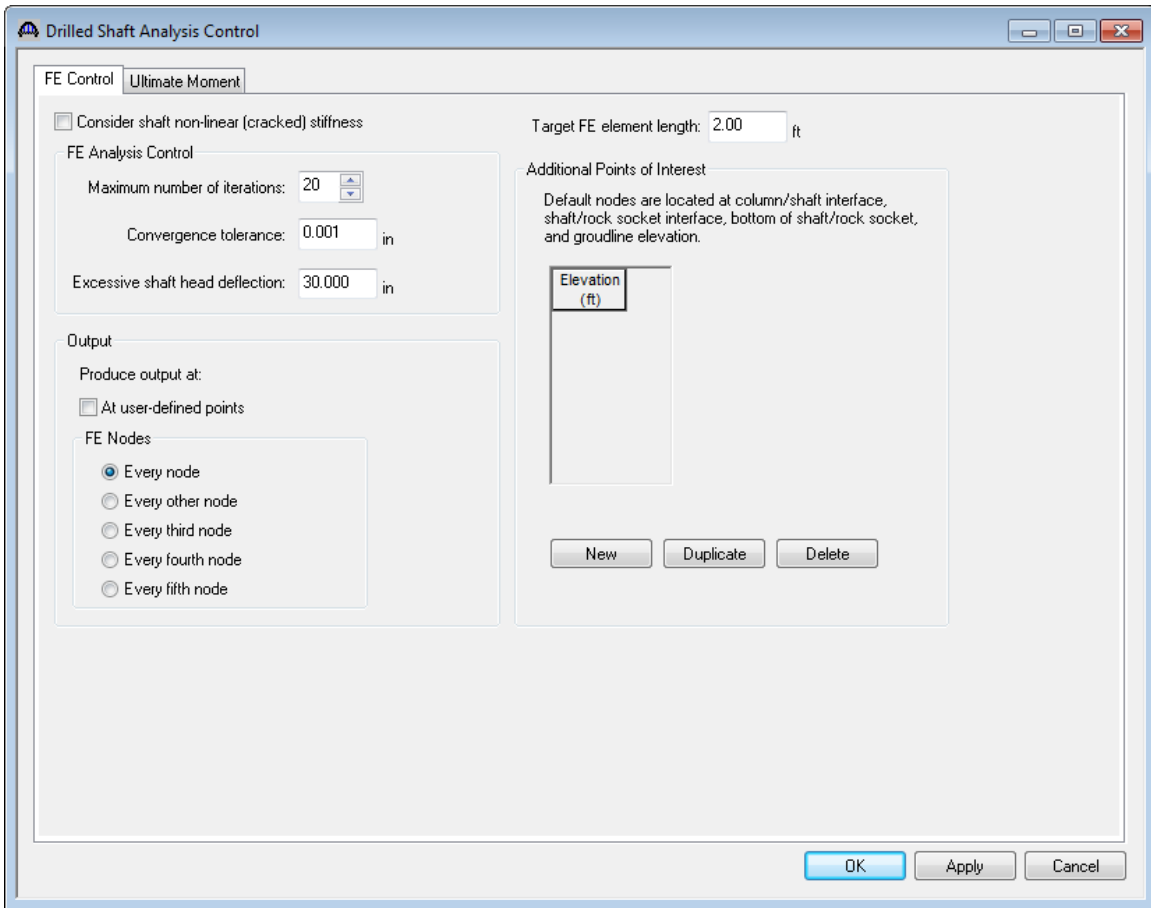 Drilled Shaft Analysis Control
FE Control
Ultimate Moment
Consider shaft non-linear (cracked) stiffness
FE Analysis Control
Maximum number of iterations: 20
Convergence tolerance: 0.001 in
Excessive shaft head deflection: 30.000 in
Output
Produce output at:
At user-defined points
FE Nodes
Every node
Every other node
Every third node
Every fourth node
Every fifth node
Target FE element length: 2.00 ft
Additional Points of Interest
Default nodes are located at column/shaft interface,
shaft/rock socket interface, bottom of shaft/rock socket,
and groudline elevation.
Elevation
(ft)
New
Duplicate
Delete
OK
Apply
Cancel